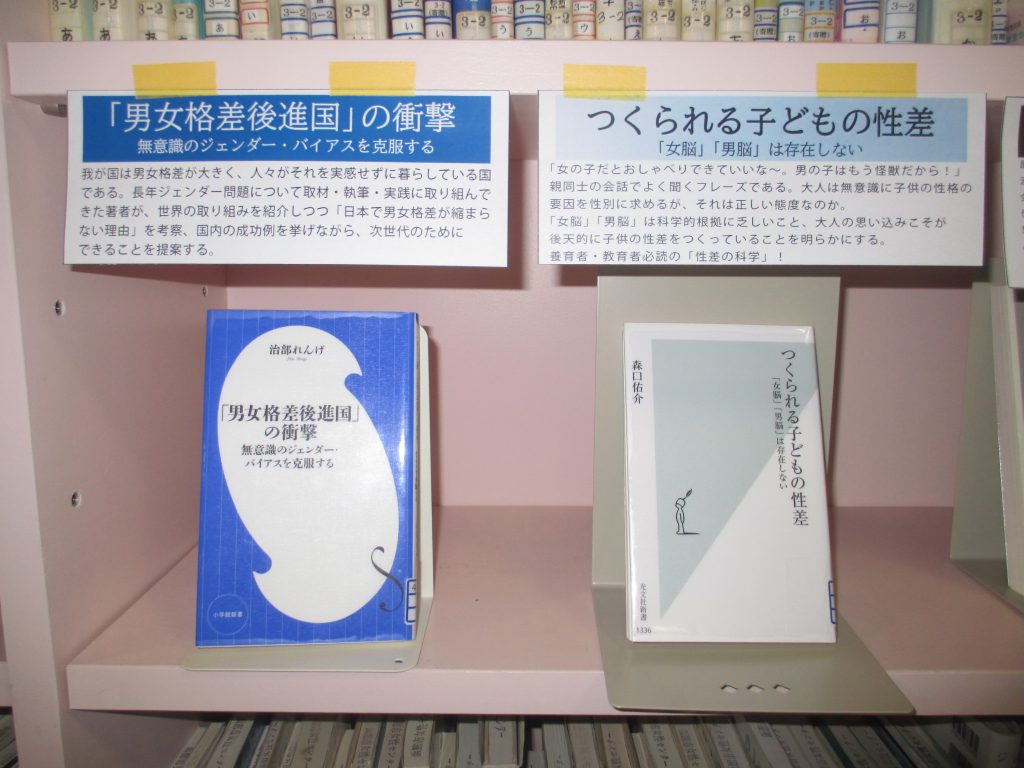 「男女格差後進国」の衝撃
無意識のジェンダー・バイアスを克服する
我が国は男女格差が大きく、人々がそれを実感せずに暮らしている国
である。長年ジェンダー問題について取材・執筆・実践に取り組んで
きた著者が、世界の取り組みを紹介しつつ「日本で男女格差が縮まら
ない理由」を考察、国内の成功例を挙げながら、次世代のために
できることを提案する。
つくられる子どもの性差
「女脳」「男脳」は存在しない
「女の子だとおしゃべりできていいな～。男の子はもう怪獣だから！」
親同士の会話でよく聞くフレーズである。大人は無意識に子供の性格の
要因を性別に求めるが、それは正しい態度なのか。
「女脳」「男脳」は科学的根拠に乏しいこと、大人の思い込みこそが
後天的に子供の性差をつくっていることを明らかにする。
養育者・教育者必読の「性差の科学」！
治部れんげ
「男女格差後進国」
の衝撃
無意識のジェンダー・
バイアスを克服する
小学館新書
つくられる子どもの性差
「女脳」「男脳」は存在しない
森口佑介
光文社新書
1336